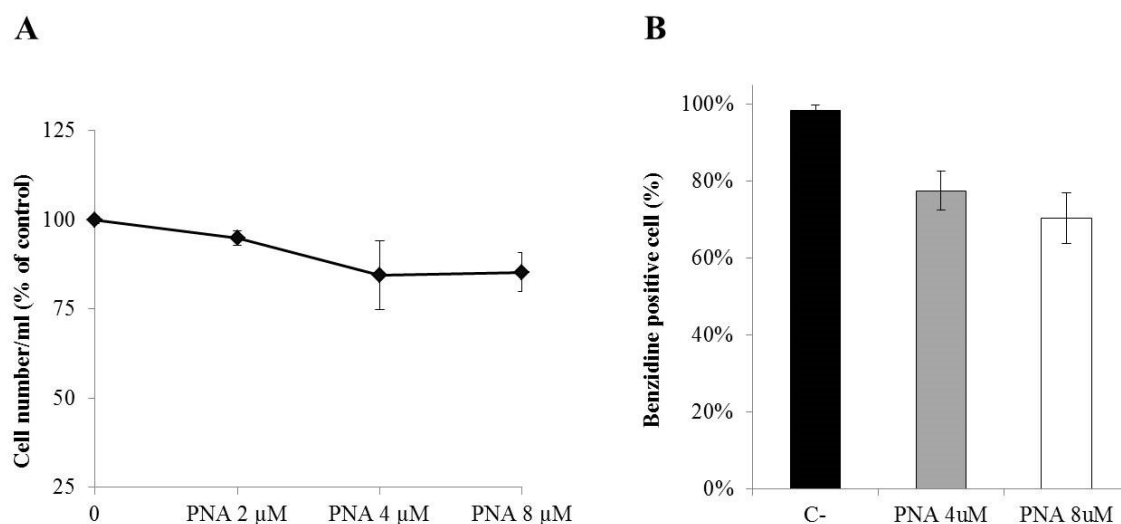 A
Cell number/ml (% of control)
125
100
75
50
25
0
PNA 2 µM
PNA 4 µM
PNA 8 µM
B
Benzidine positive cell (%)
100%
80%
60%
40%
20%
0%
C-
PNA 4uM
PNA 8uM